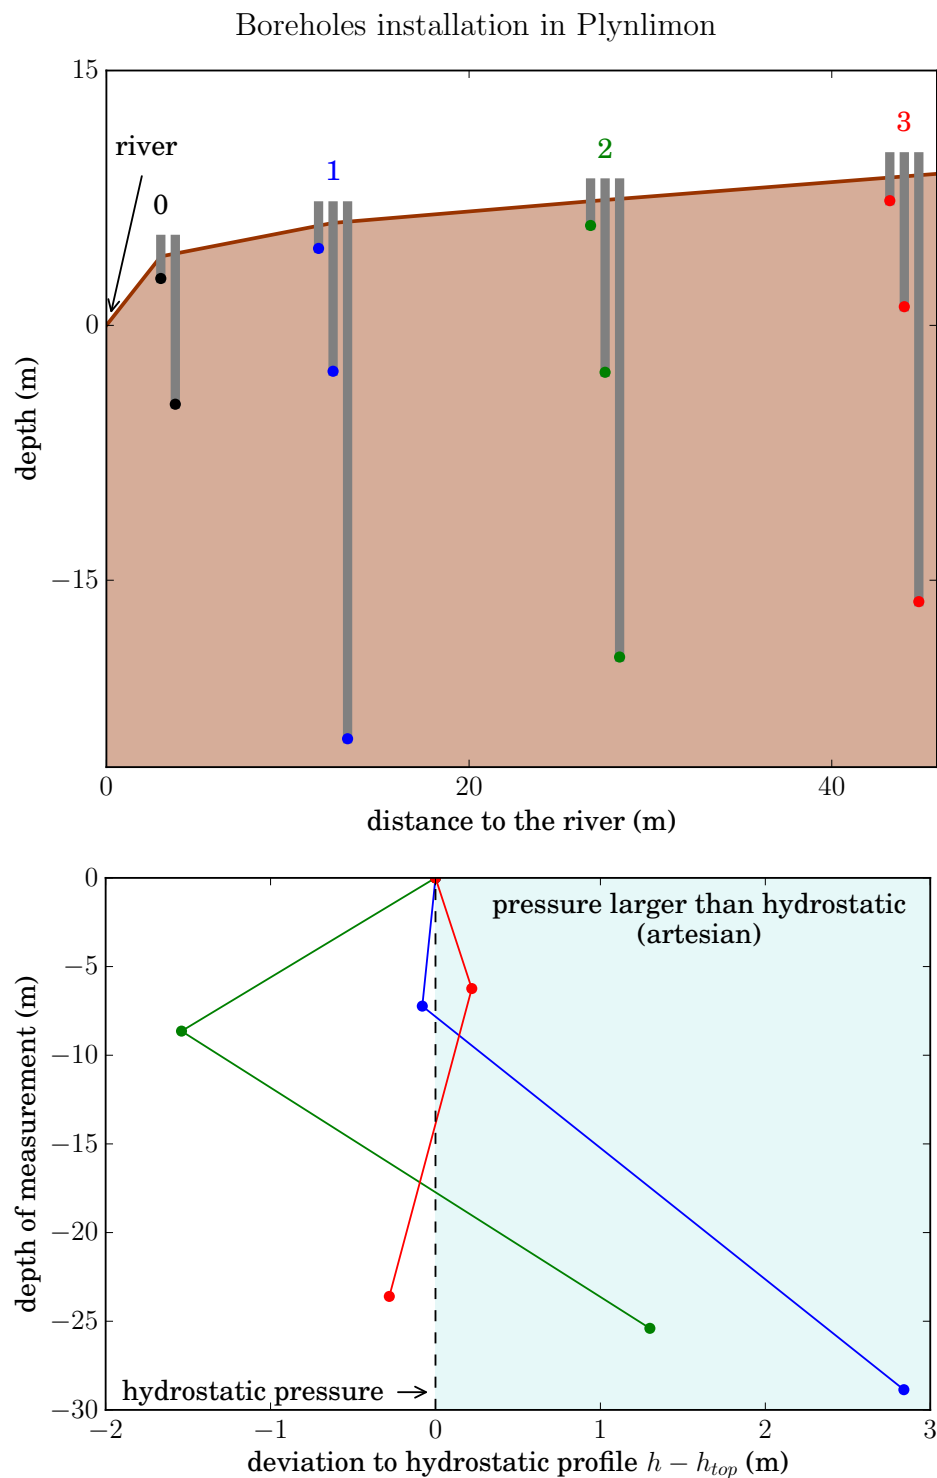 Boreholes installation in Plynlimon
15
river
0
1
2
3
0
−15
depth (m)
0
20
40
distance to the river (m)
0
pressure larger than hydrostatic
(artesian)
−5
−10
−15
−20
−25
−30
depth of measurement (m)
hydrostatic pressure
−2
−1
0
1
2
3
deviation to hydrostatic profile h − h_top (m)